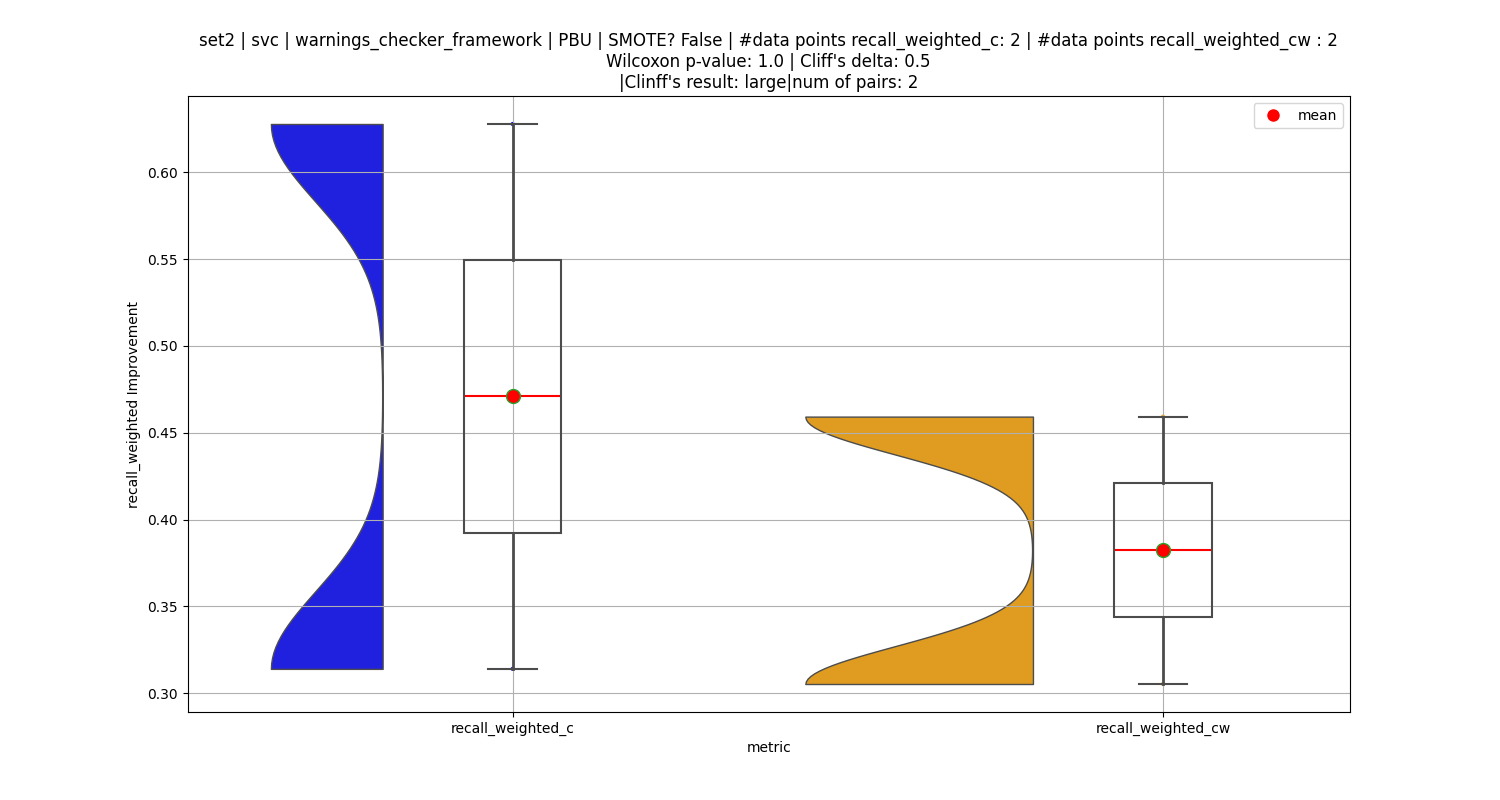 set2 | svc | warnings_checker_framework | PBU | SMOTE? False | #data points recall_weighted_c: 2 | #data points recall_weighted_cw : 2
Wilcoxon p-value: 1.0 | Cliff's delta: 0.5
|Clinff's result: large|num of pairs: 2
mean
recall_weighted Improvement
0.60
0.55
0.50
0.45
0.40
0.35
0.30
recall_weighted_c
recall_weighted_cw
metric